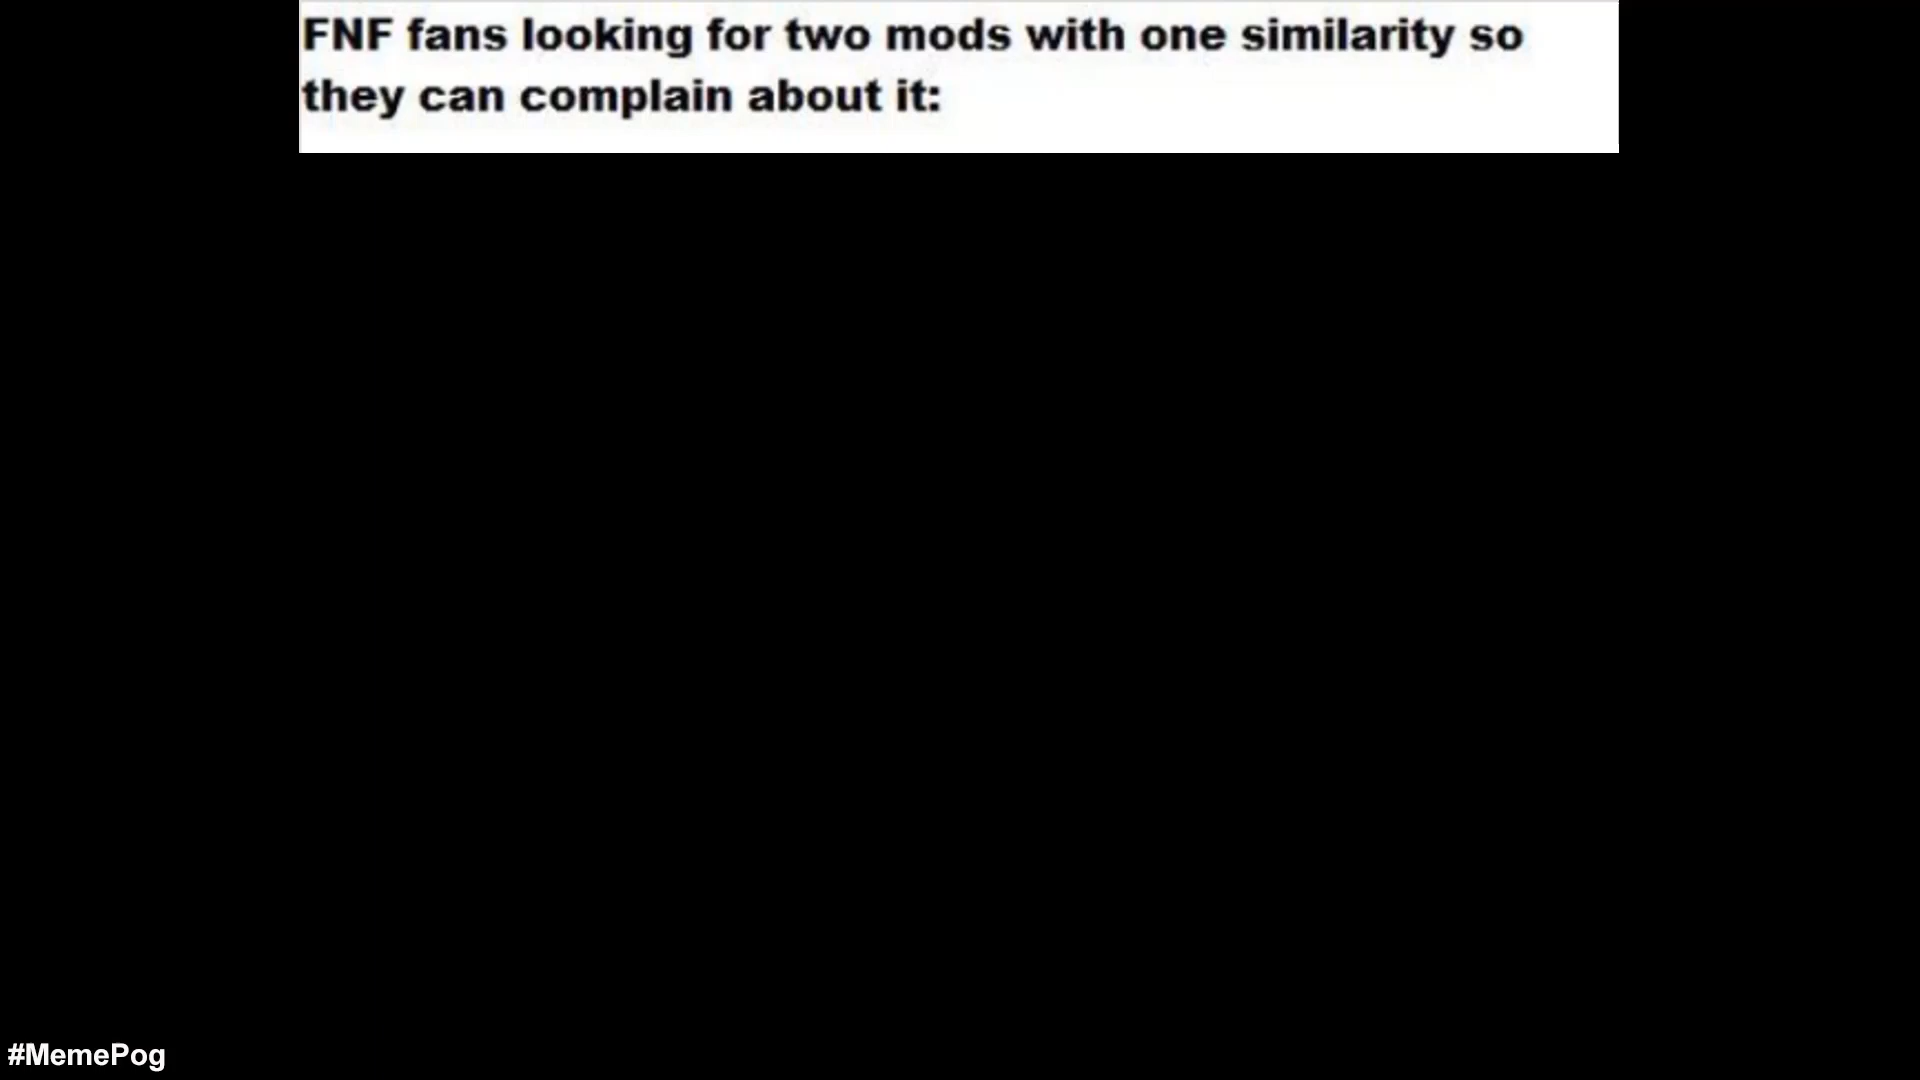 FNF fans looking for two mods with one similarity so
they can complain about it:
#MemePog